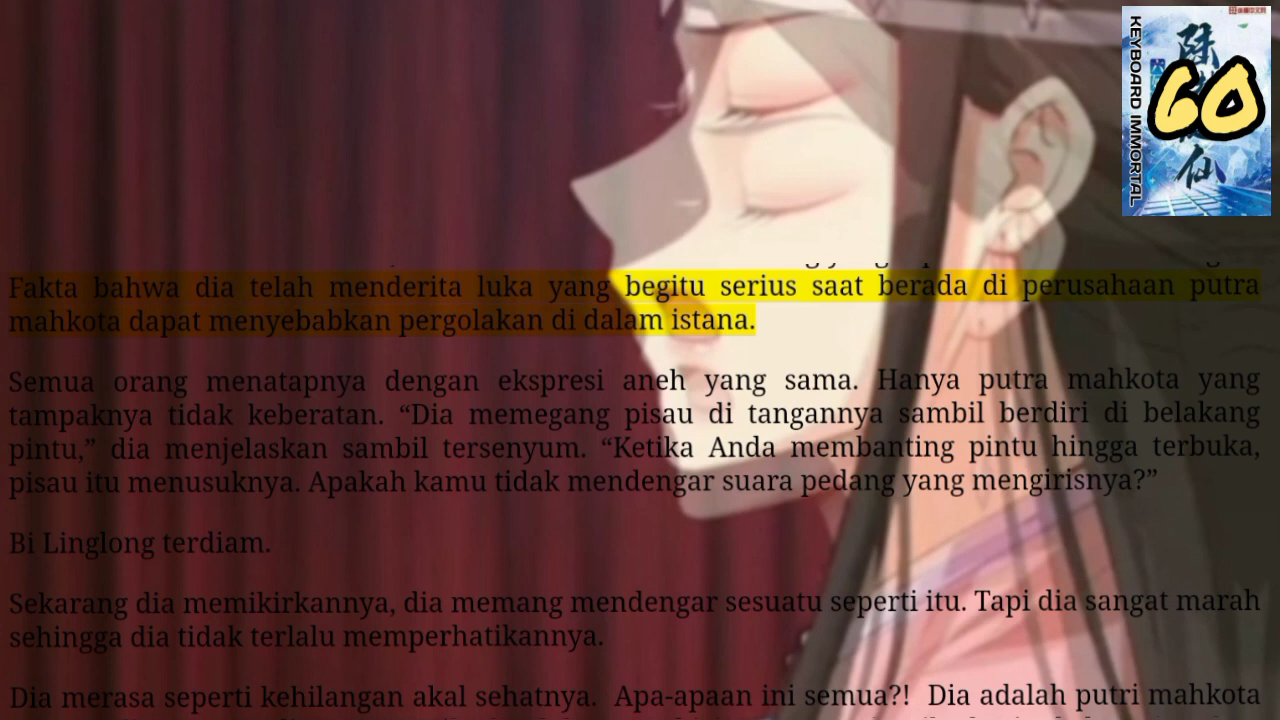 KEYBOARD IMMORTAL
60
仙
Fakta bahwa dia telah menderita luka yang begitu serius saat berada di perusahaan putra
mahkota dapat menyebabkan pergolakan di dalam istana.
Semua orang menatapnya dengan ekspresi aneh yang sama. Hanya putra mahkota yang
tampaknya tidak keberatan. “Dia memegang pisau di tangannya sambil berdiri di belakang
pintu,” dia menjelaskan sambil tersenyum. “Ketika Anda membanting pintu hingga terbuka,
pisau itu menusuknya. Apakah kamu tidak mendengar suara pedang yang mengirisnya?”
Bi Linglong terdiam.
Sekarang dia memikirkannya, dia memang mendengar sesuatu seperti itu. Tapi dia sangat marah
sehingga dia tidak terlalu memperhatikannya.
Dia merasa seperti kehilangan akal sehatnya. Apa-apaan ini semua?! Dia adalah putri mahkota